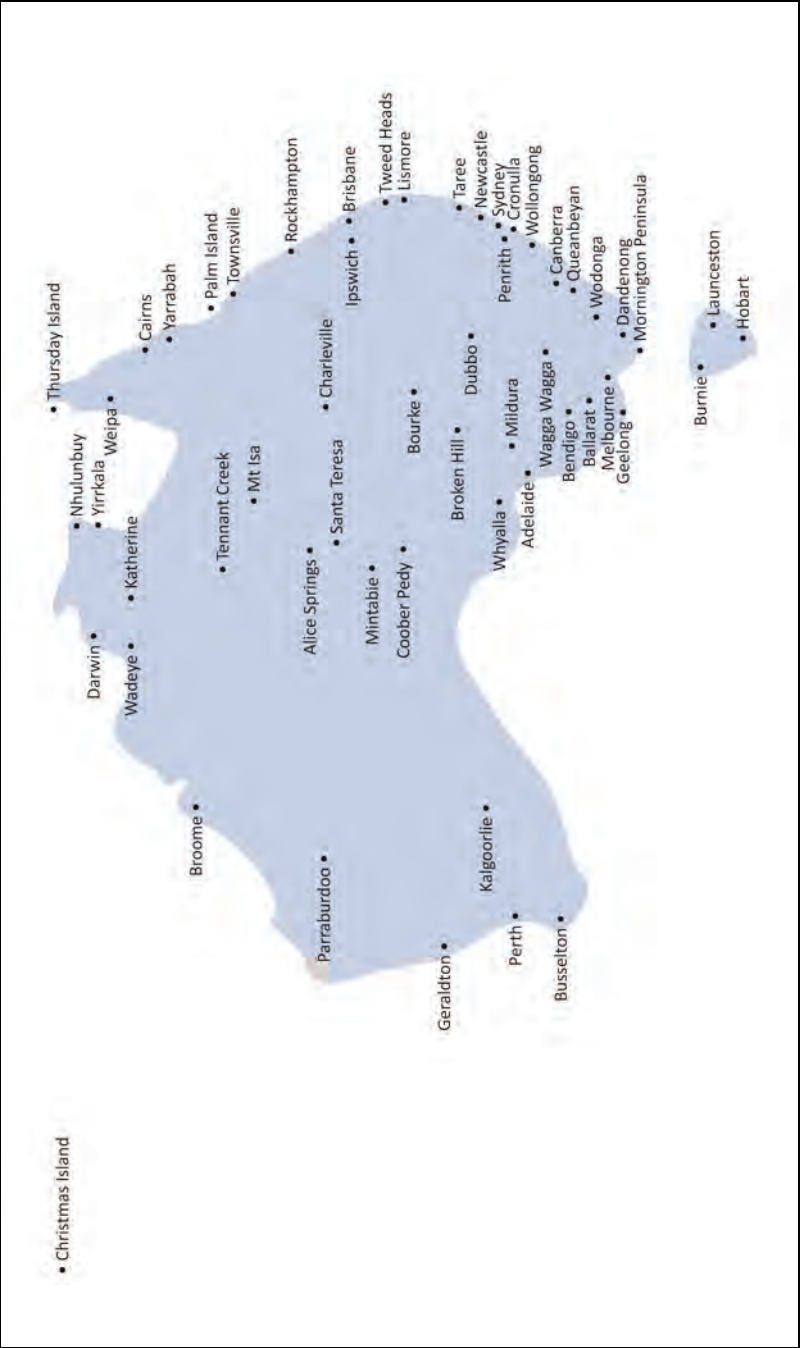 Christmas Island
Thursday Island
Nhulunbuy
Yirrkala
Darwin
Weipa
Wadeye
Katherine
Cairns
Yarrabah
Broome
Palm Island
Tennant Creek
Townsville
Mt Isa
Rockhampton
Alice Springs
Parraburdoo
Charleville
Santa Teresa
Brisbane
Ipswich
Mintabie
Tweed Heads
Coober Pedy
Lismore
Bourke
Geraldton
Broken Hill
Taree
Dubbo
Newcastle
Kalgoorlie
Whyalla
Sydney
Penrith
Mildura
Cronulla
Perth
Adelaide
Wollongong
Wagga Wagga
Canberra
Busselton
Bendigo
Queanbeyan
Ballarat
Wodonga
Melbourne
Geelong
Dandenong
Mornington Peninsula
Burnie
Launceston
Hobart